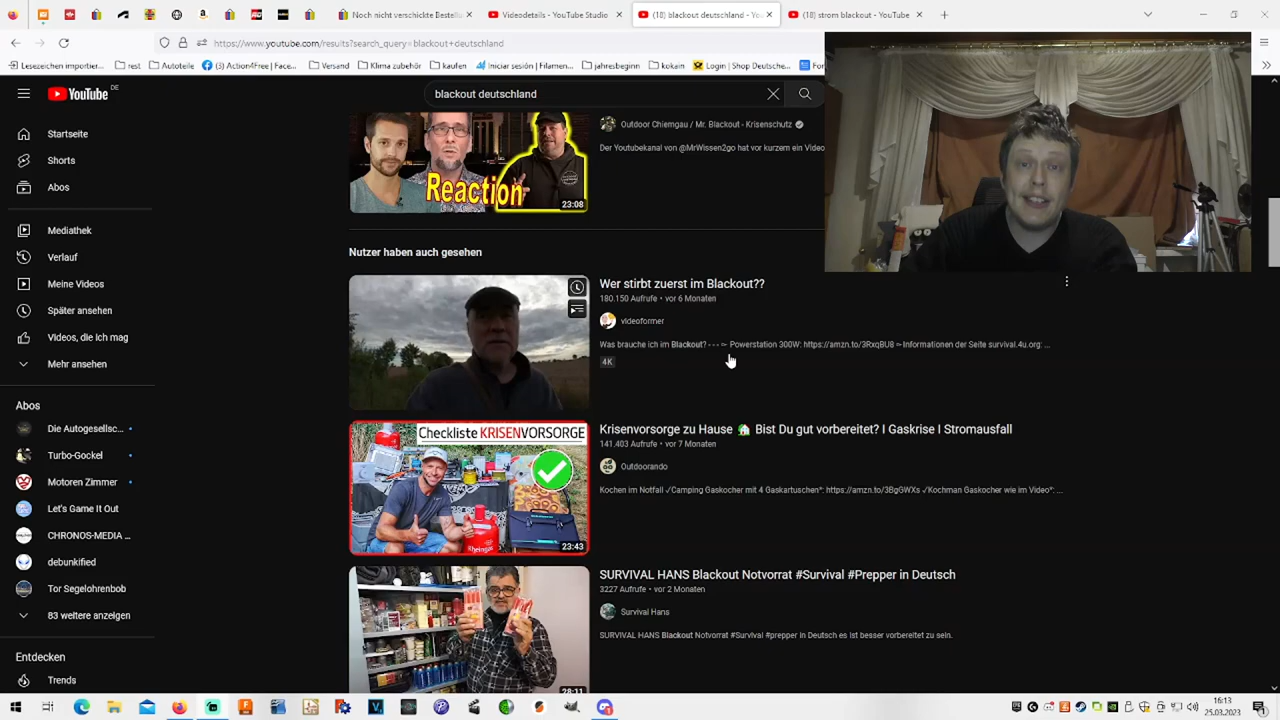 Noch nicht verschickte Bestell
Videodetails - YouTube Studio
(18) blackout deutschland - Yo
(18) strom blackout - YouTube
https://www.youtube.com/results?search_query=blackout+deutschland
Lesezeichen importier...
rest
Autoteile
(3) Action4free | Face...
Versand
Klima zubehör
kaufen
Iniciar sesión | Filamen...
jahresbeginn
kokain
Login | Shop Deutsche...
YouTube DE
blackout deutschland
Startseite
Shorts
Abos
Mediathek
Verlauf
Meine Videos
Später ansehen
Videos, die ich mag
Mehr ansehen
Abos
Die Autogesellsc...
Turbo-Gockel
Motoren Zimmer
Let's Game It Out
CHRONOS-MEDIA ...
debunkified
Tor Segelohrenbob
83 weitere anzeigen
Entdecken
Trends
Reaction
23:08
Outdoor Chiemgau / Mr. Blackout - Krisenschutz
Der Youtubekanal von @MrWissen2go hat vor kurzem ein Video
Nutzer haben auch gesehen
Was stirbt zuerst im Blackout??
180.150 Aufrufe • vor 6 Monaten
videoformer
Was brauche ich im Blackout? - - - ➳ Powerstation 300W: https://amzn.to/3RxqBU8 ➳ Informationen der Seite survival.4u.org: ...
4K
Checkliste KRISENVORSORGE
Rheingas
23:43
Krisenvorsorge zu Hause 🏠 Bist Du gut vorbereitet? I Gaskrise I Stromausfall
141.403 Aufrufe • vor 7 Monaten
Outdoorando
Kochen im Notfall ✓Camping Gaskocher mit 4 Gaskartuschen*: https://amzn.to/3BgGWXs ✓Kochman Gaskocher wie im Video*: ...
28:11
SURVIVAL HANS Blackout Notvorrat #Survival #Prepper in Deutsch
3227 Aufrufe • vor 2 Monaten
Survival Hans
SURVIVAL HANS Blackout Notvorrat #Survival #prepper in Deutsch es ist besser vorbereitet zu sein.
16:13
25.03.2023